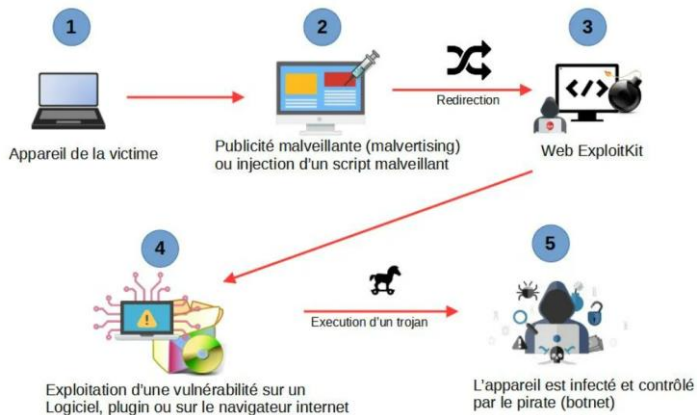 1
2
3
Redirection
Appareil de la victime
Publicité malveillante (malvertising)
ou injection d'un script malveillant
</>
Web ExploitKit
4
5
Execution d'un trojan
Exploitation d'une vulnérabilité sur un
Logiciel, plugin ou sur le navigateur internet
L'appareil est infecté et contrôlé
par le pirate (botnet)